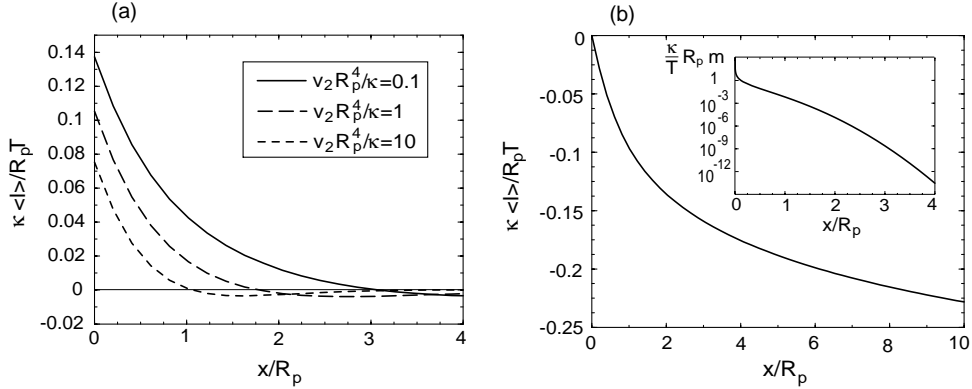 (a)
0.14
0.12
0.1
0.08
0.06
0.04
0.02
0
-0.02
κ <l>/RpT
v₂Rp⁴/κ=0.1
v₂Rp⁴/κ=1
v₂Rp⁴/κ=10
0 1 2 3 4
x/Rp
(b)
0
-0.05
-0.1
-0.15
-0.2
-0.25
κ <l>/RpT
κ/T Rp m
1
10⁻³
10⁻⁶
10⁻⁹
10⁻¹²
0 1 2 3 4
x/Rp
0 2 4 6 8 10
x/Rp